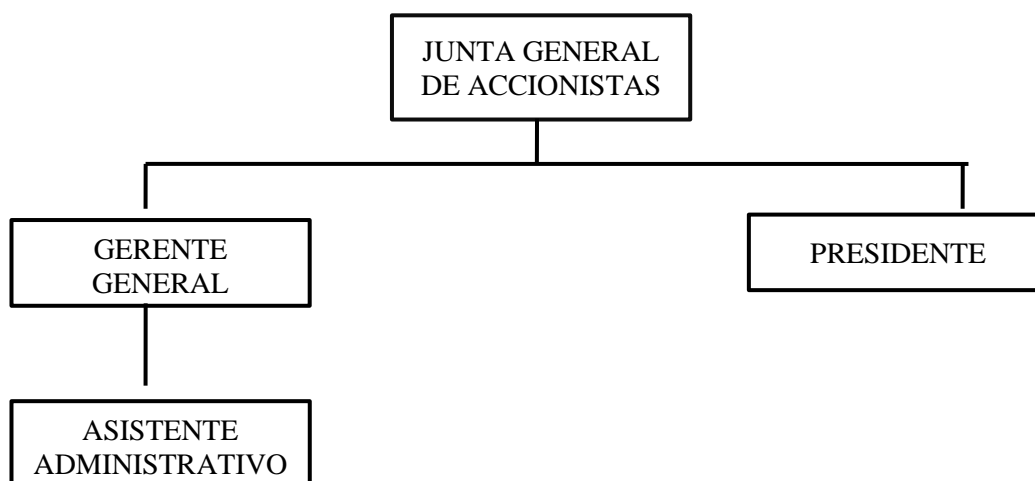 JUNTA GENERAL
DE ACCIONISTAS
GERENTE
GENERAL
PRESIDENTE
ASISTENTE
ADMINISTRATIVO